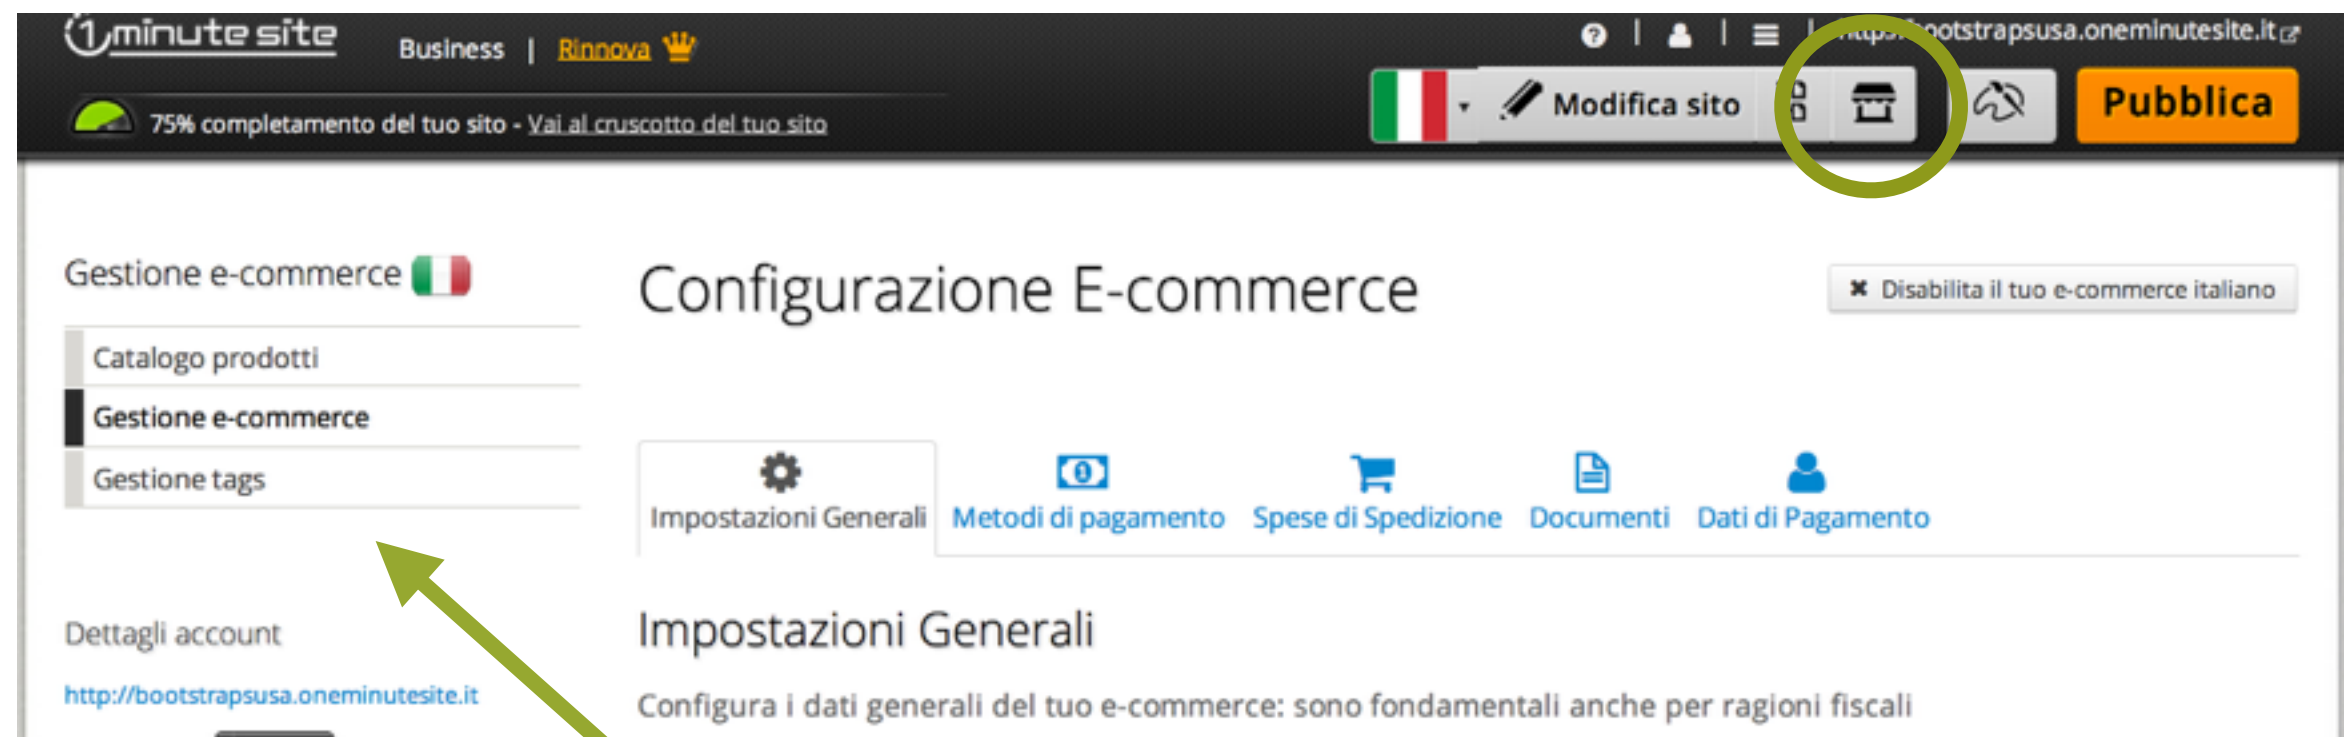 1minute site
Business | Rinnova
bootstrapsusa.oneminutesite.it
75% completamento del tuo sito - Vai al cruscotto del tuo sito
Modifica sito
Pubblica
Gestione e-commerce
Configurazione E-commerce
✖ Disabilita il tuo e-commerce italiano
Catalogo prodotti
Gestione e-commerce
Gestione tags
Impostazioni Generali Metodi di pagamento Spese di Spedizione Documenti Dati di Pagamento
Dettagli account
Impostazioni Generali
http://bootstrapsusa.oneminutesite.it
Configura i dati generali del tuo e-commerce: sono fondamentali anche per ragioni fiscali